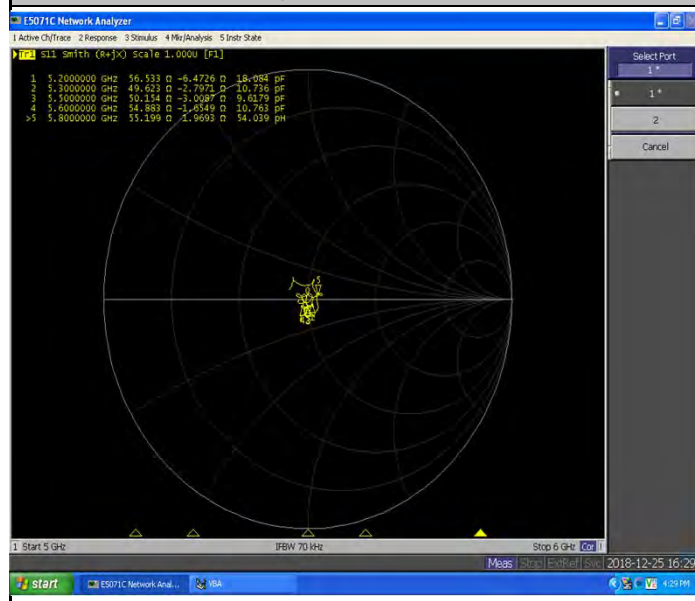 E5071C Network Analyzer
1 Active Ch/Trace 2 Response 3 Stimulus 4 Mkr/Analysis 5 Instr State
Tr1 S11 Smith (R+jX) Scale 1.000U [F1]
1 5.2000000 GHz 56.533 Ω -6.4726 Ω pF
2 5.3000000 GHz 49.623 Ω -2.7971 Ω 10.736 pF
3 5.5000000 GHz 50.154 Ω -3.0087 Ω 9.6179 pF
4 5.6000000 GHz 54.883 Ω -1.6549 Ω pF
>5 5.8000000 GHz 55.199 Ω 1.9693 Ω 54.039 pH
Select Port
1 *
1 *
2
Cancel
1 Start 5 GHz IFBW 70 kHz Stop 6 GHz Cor
Meas Stop ExtRef Svc 2018-12-25 16:29
start E5071C Network Anal... VBA 4:29 PM